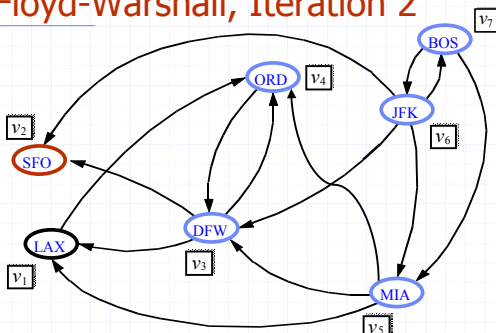 Floyd-Warshall, Iteration 2
BOS
v7
ORD
v4
JFK
v6
v2
SFO
DFW
v3
LAX
v1
MIA
v5